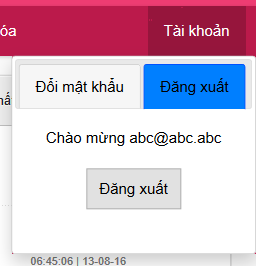 óa
Tài khoản
Đổi mật khẩu
Đăng xuất
Chào mừng abc@abc.abc
Đăng xuất
06:45:06 | 13-08-16